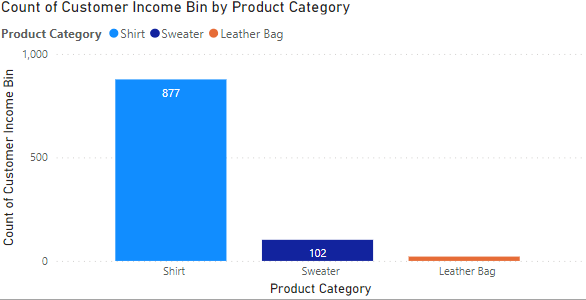 Count of Customer Income Bin by Product Category
Product Category Shirt Sweater Leather Bag
Count of Customer Income Bin
1,000
500
0
877
102
Shirt Sweater Leather Bag
Product Category